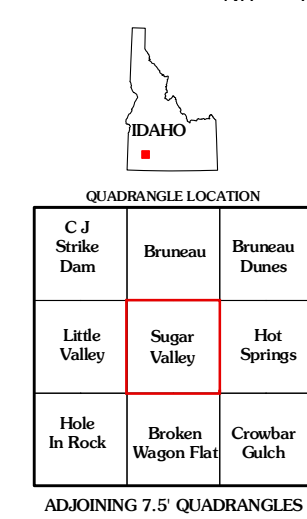 IDAHO
QUADRANGLE LOCATION
C J
Strike
Dam
Bruneau
Bruneau
Dunes
Little
Valley
Sugar
Valley
Hot
Springs
Hole
In Rock
Broken
Wagon Flat
Crowbar
Gulch
ADJOINING 7.5' QUADRANGLES